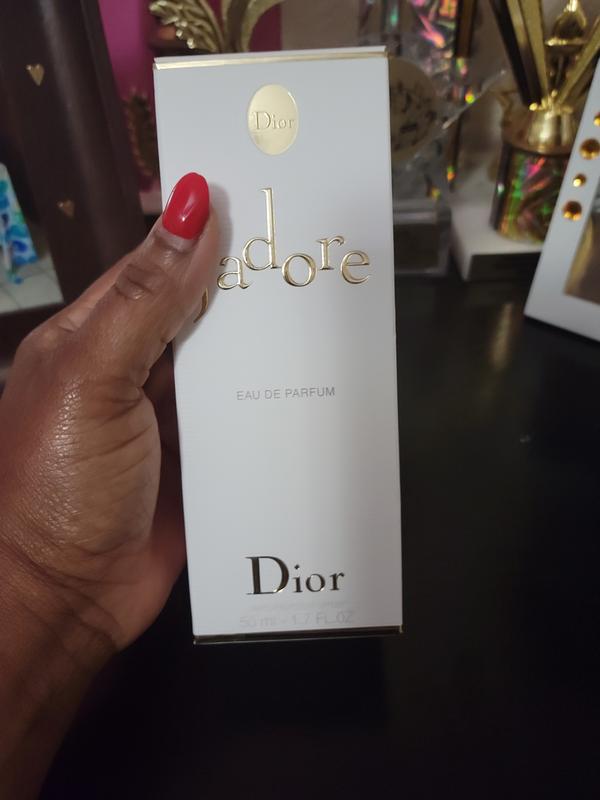 Dior
adore
EAU DE PARFUM
Dior
50 ml - 1.7 FL.OZ